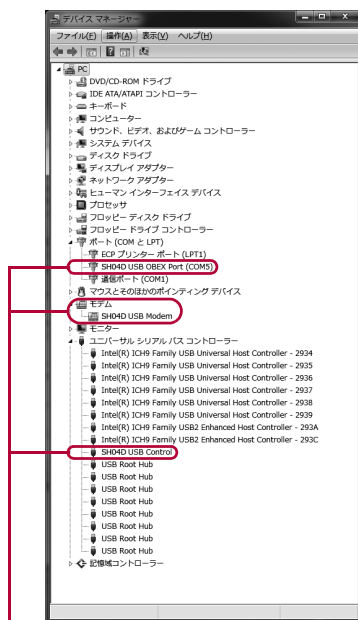 デバイス マネージャー
ファイル(F) 操作(A) 表示(V) ヘルプ(H)
PC
DVD/CD-ROM ドライブ
IDE ATA/ATAPI コントローラー
キーボード
コンピューター
サウンド、ビデオ、およびゲーム コントローラー
システム デバイス
ディスク ドライブ
ディスプレイ アダプター
ネットワーク アダプター
ヒューマン インターフェイス デバイス
プロセッサ
フロッピー ディスク ドライブ
フロッピー ドライブ コントローラー
ポート (COM と LPT)
ECP プリンター ポート (LPT1)
SH04D USB OBEX Port (COM5)
通信ポート (COM1)
マウスとそのほかのポインティング デバイス
モデム
SH04D USB Modem
モニター
ユニバーサル シリアル バス コントローラー
Intel(R) ICH9 Family USB Universal Host Controller - 2934
Intel(R) ICH9 Family USB Universal Host Controller - 2935
Intel(R) ICH9 Family USB Universal Host Controller - 2936
Intel(R) ICH9 Family USB Universal Host Controller - 2937
Intel(R) ICH9 Family USB Universal Host Controller - 2938
Intel(R) ICH9 Family USB Universal Host Controller - 2939
Intel(R) ICH9 Family USB2 Enhanced Host Controller - 293A
Intel(R) ICH9 Family USB2 Enhanced Host Controller - 293C
SH04D USB Control
USB Root Hub
USB Root Hub
USB Root Hub
USB Root Hub
USB Root Hub
USB Root Hub
USB Root Hub
USB Root Hub
記憶域コントローラー